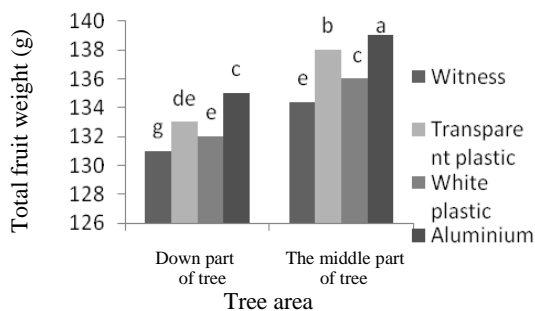 Total fruit weight (g)
140
138
136
134
132
130
128
126
g
de
e
c
e
b
c
a
Down part
of tree
The middle part
of tree
Tree area
Witness
Transpare
nt plastic
White
plastic
Aluminium